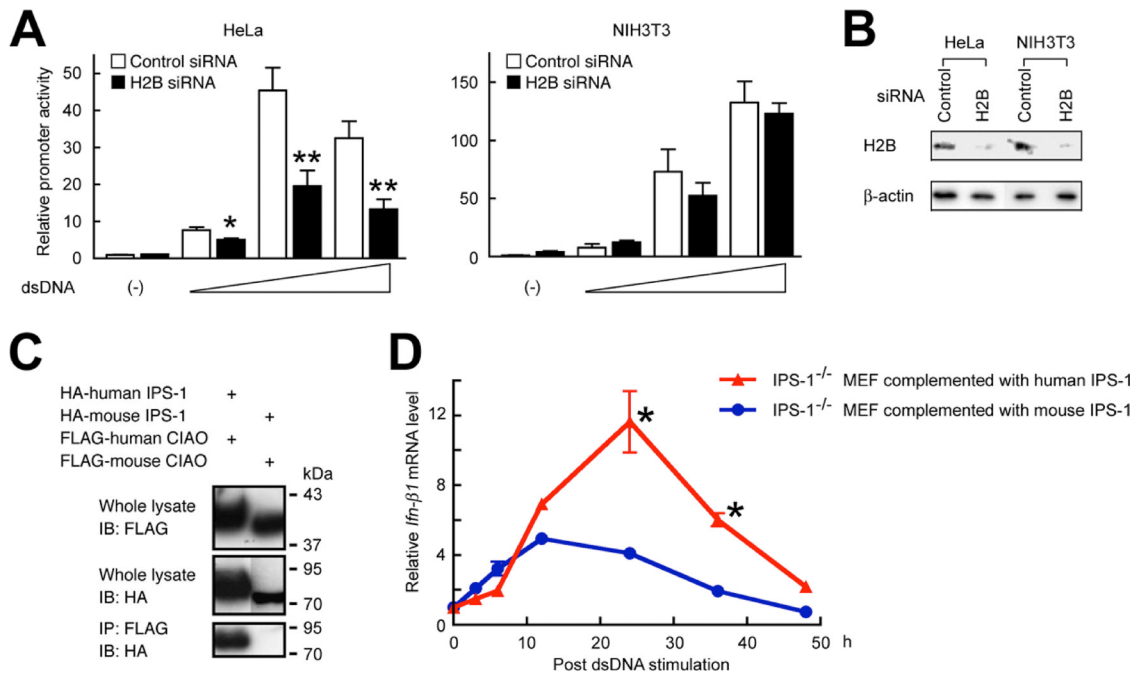 A
HeLa
Control siRNA
H2B siRNA
Relative promoter activity
50
40
30
20
10
0
*
**
**
dsDNA
(-)
NIH3T3
Control siRNA
H2B siRNA
150
100
50
0
(-)
B
HeLa
NIH3T3
siRNA
Control
H2B
Control
H2B
H2B
β-actin
C
HA-human IPS-1 +
HA-mouse IPS-1 +
FLAG-human CIAO +
FLAG-mouse CIAO +
kDa
Whole lysate
IB: FLAG
43
37
Whole lysate
IB: HA
95
70
IP: FLAG
IB: HA
95
70
D
IPS-1-/- MEF complemented with human IPS-1
IPS-1-/- MEF complemented with mouse IPS-1
Relative Ifn-β1 mRNA level
12
8
4
0
*
*
0 10 20 30 40 50 h
Post dsDNA stimulation